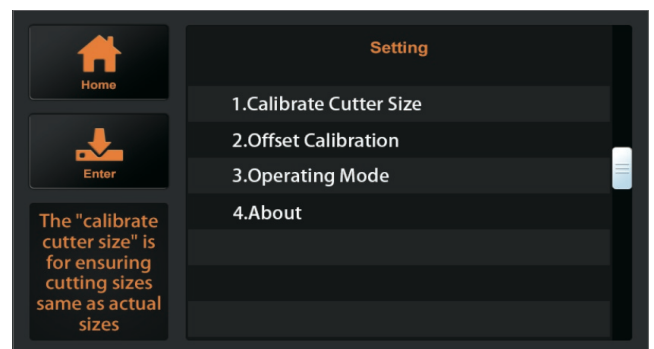 Home
Enter
The "calibrate
cutter size" is
for ensuring
cutting sizes
same as actual
sizes
Setting
1.Calibrate Cutter Size
2.Offset Calibration
3.Operating Mode
4.About